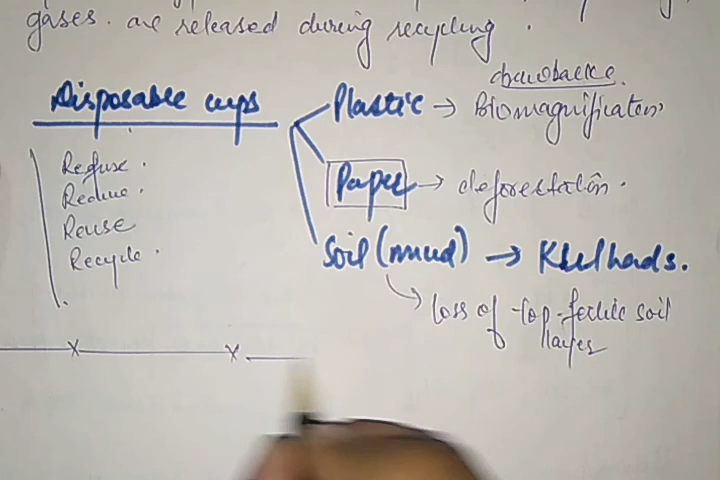 gases. are released during recycling.
drawbacks.
Disposable cups
Plastic → Biomagnification
Refuse.
Reduce.
Paper → deforestation.
Reuse
Recycle.
Soil (mud) → Kulhads.
loss of top-fertile soil
layer